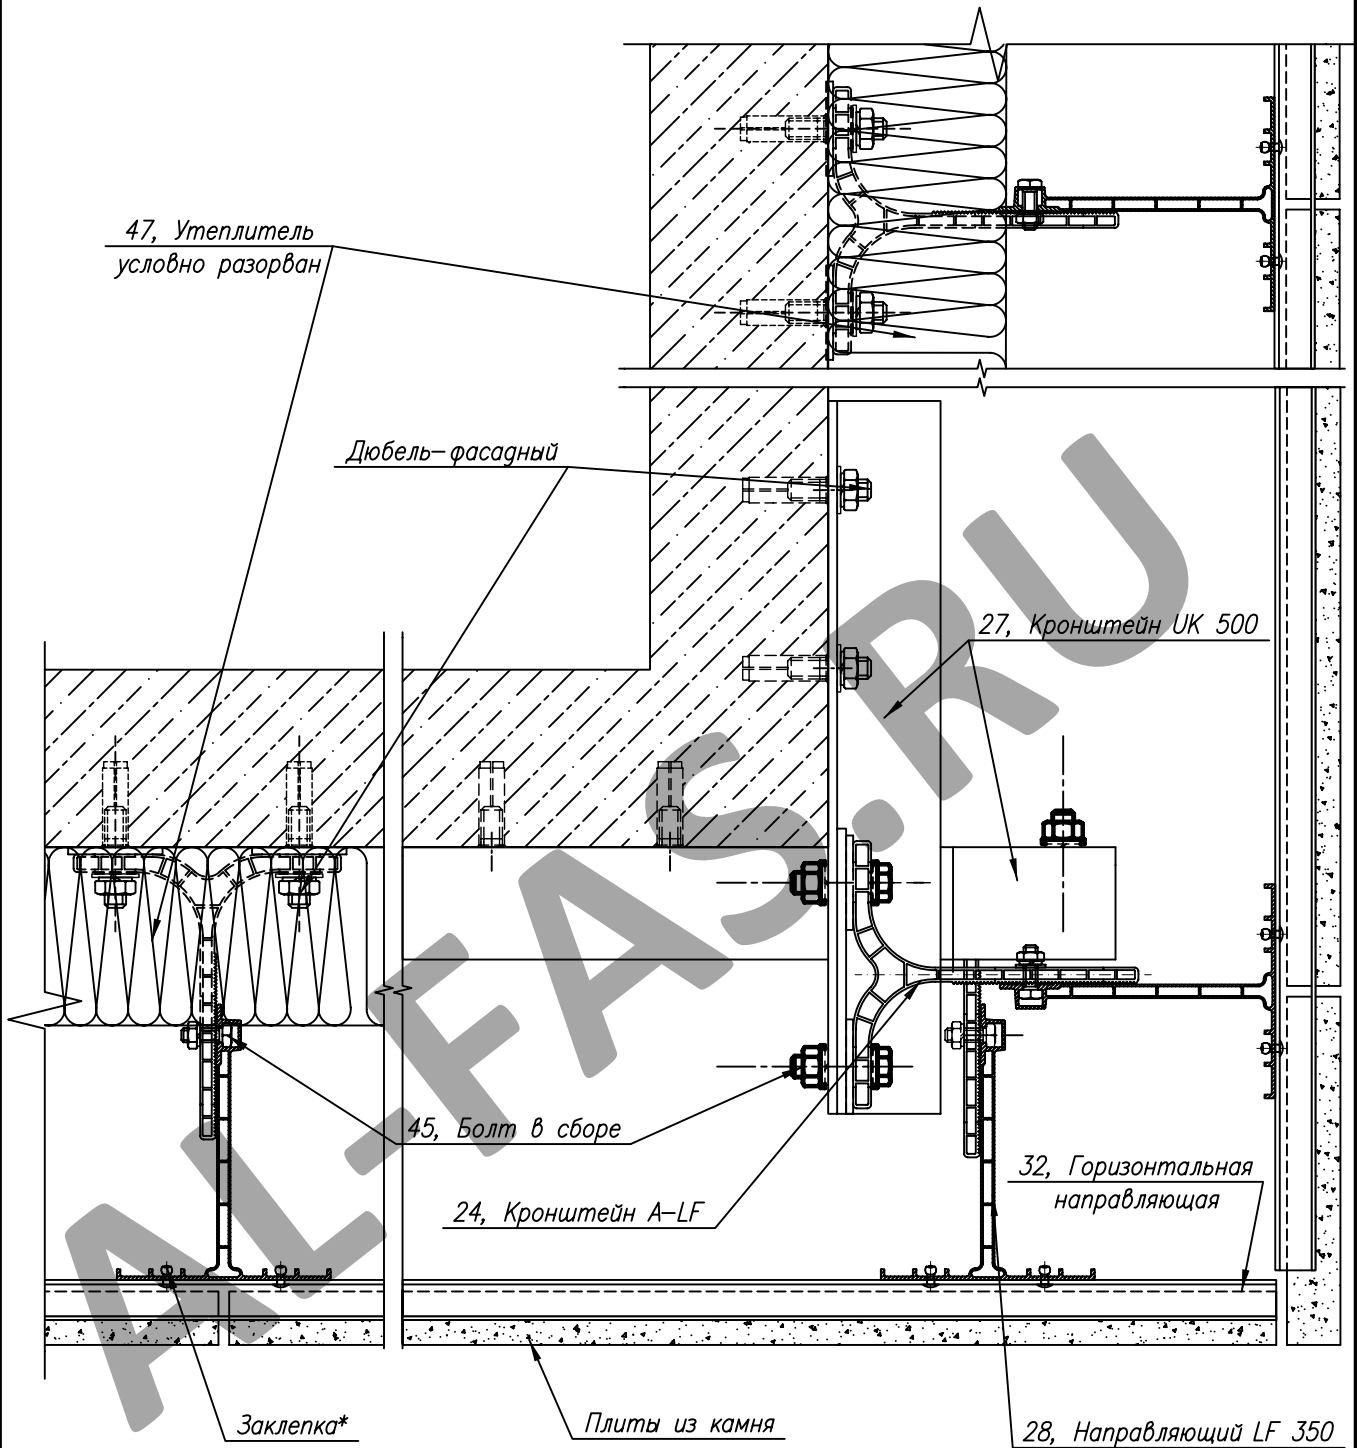 47, Утеплитель
условно разорван
Дюбель-фасадный
27, Кронштейн UK 500
45, Болт в сборе
32, Горизонтальная
направляющая
24, Кронштейн A-LF
Заклепка*
Плиты из камня
28, Направляющий LF 350
AL-FAS.RU